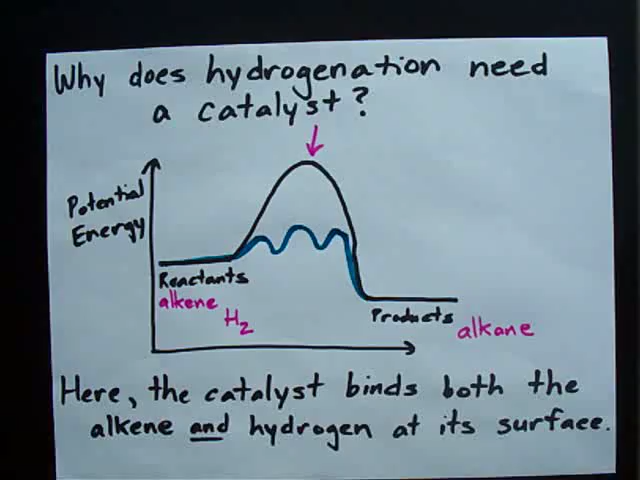 Why does hydrogenation need
a catalyst?
Potential
Energy
Reactants
alkene
H2
Products
alkane
Here, the catalyst binds both the
alkene and hydrogen at its surface.